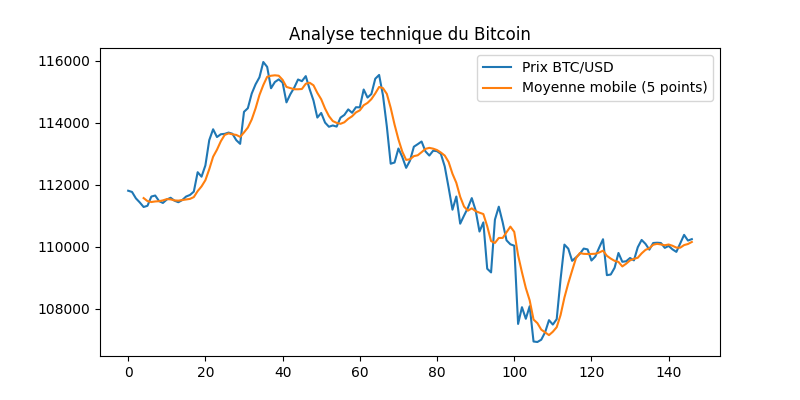 Analyse technique du Bitcoin
Prix BTC/USD
Moyenne mobile (5 points)
116000
114000
112000
110000
108000
0 20 40 60 80 100 120 140